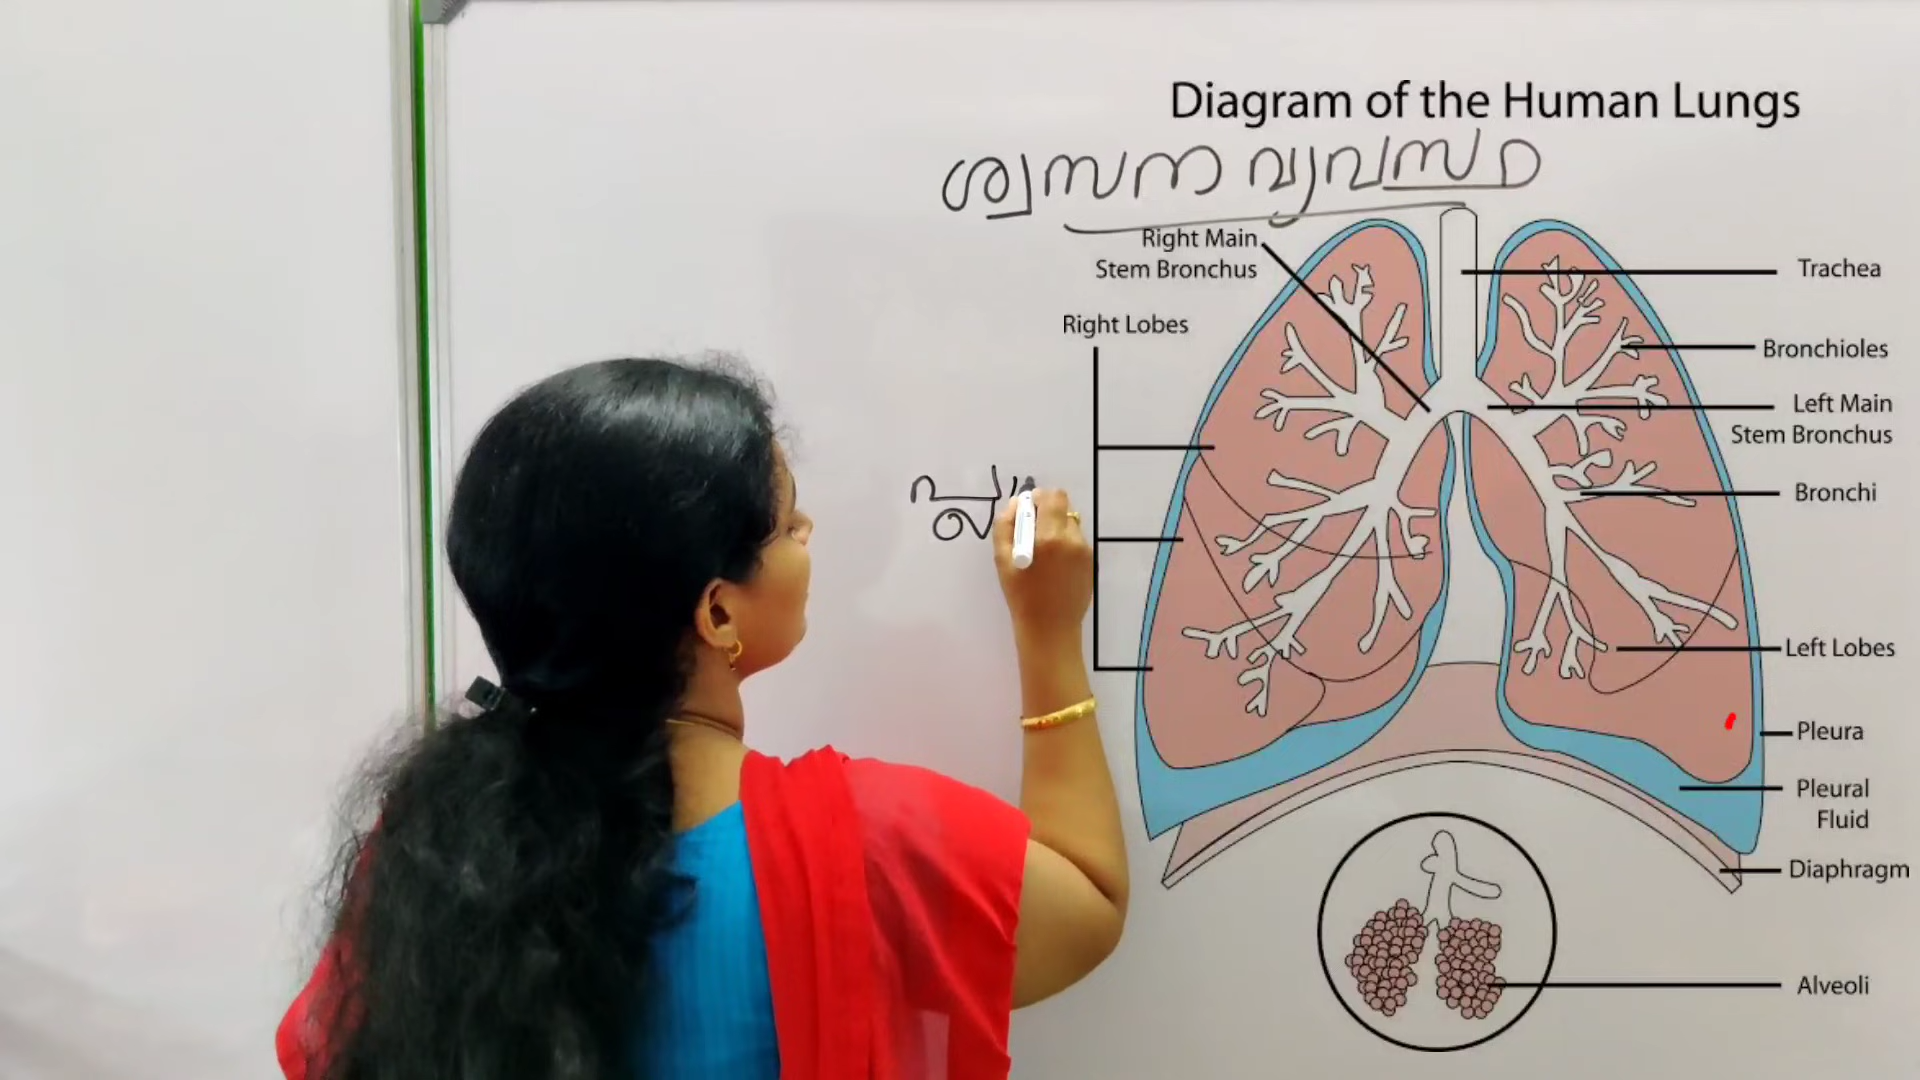 Diagram of the Human Lungs
ശ്വസന വ്യവസ്ഥ
Right Main
Stem Bronchus
Right Lobes
Trachea
Bronchioles
Left Main
Stem Bronchus
Bronchi
Left Lobes
Pleura
Pleural
Fluid
Diaphragm
Alveoli